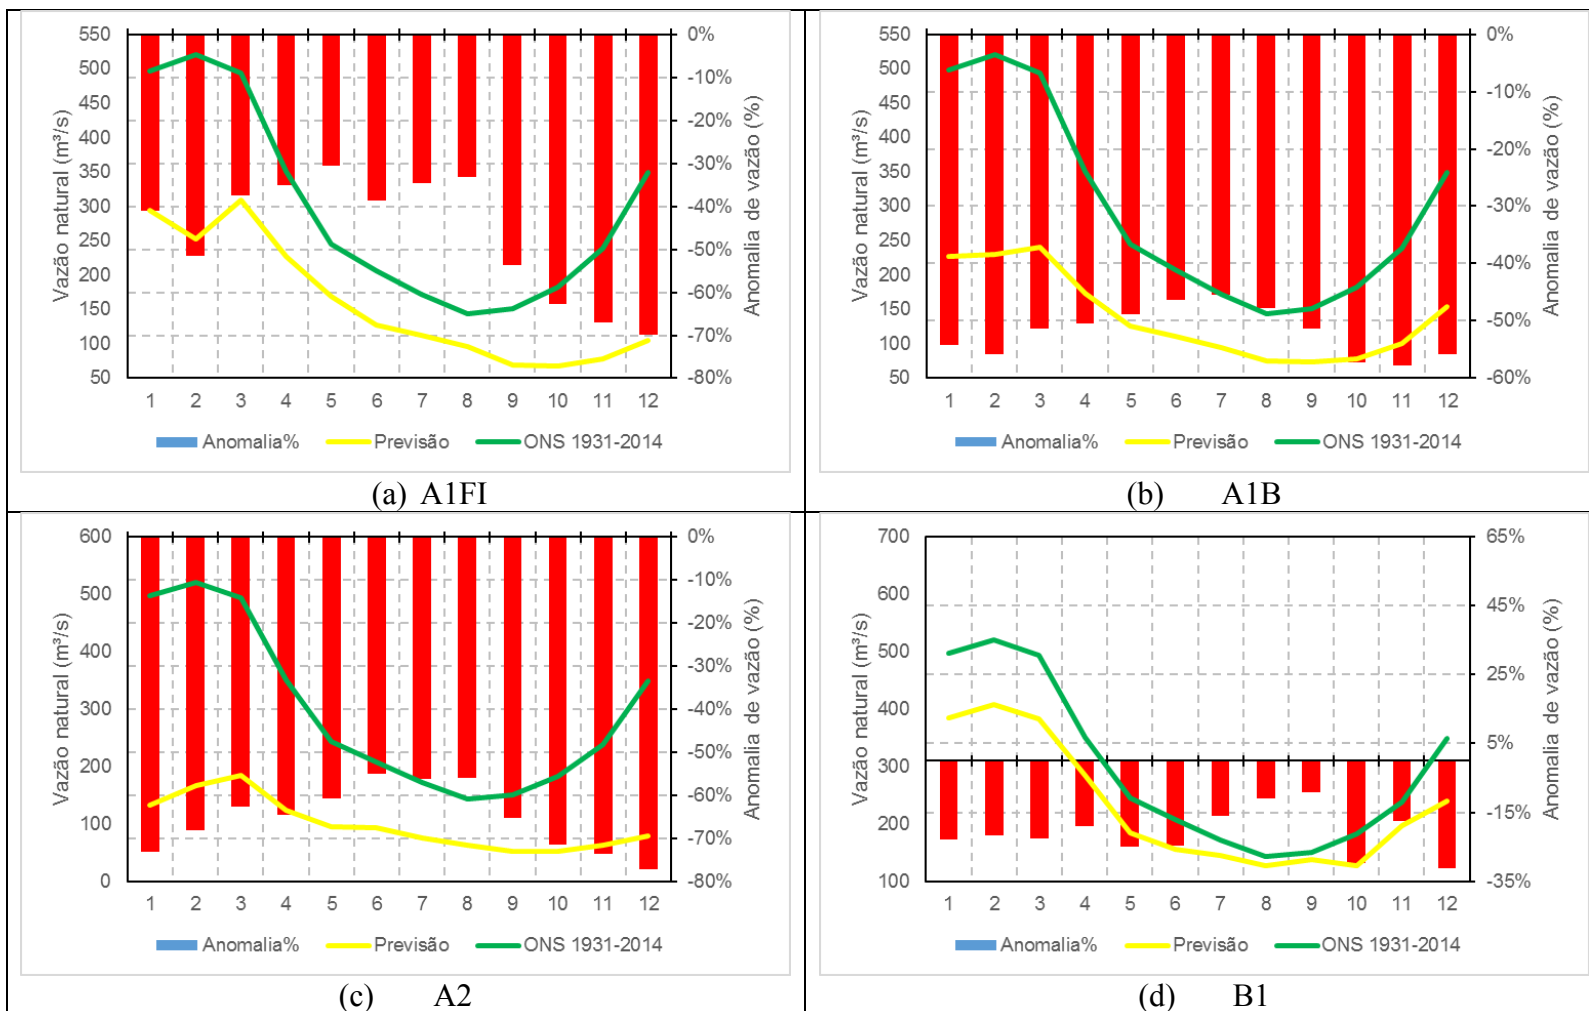 550 0%
500 -10%
450 -20%
400 -30%
350
300 -40%
250 -50%
200 -60%
150
100 -70%
50 -80%
Vazão natural (m³/s)
Anomalia de vazão (%)
1 2 3 4 5 6 7 8 9 10 11 12
Anomalia% Previsão ONS 1931-2014
(a) A1FI
550 0%
500 -10%
450
400 -20%
350 -30%
300
250 -40%
200
150 -50%
100
50 -60%
Vazão natural (m³/s)
Anomalia de vazão (%)
1 2 3 4 5 6 7 8 9 10 11 12
Anomalia% Previsão ONS 1931-2014
(b) A1B
600 0%
500 -10%
-20%
400 -30%
300 -40%
200 -50%
-60%
100 -70%
0 -80%
Vazão natural (m³/s)
Anomalia de vazão (%)
1 2 3 4 5 6 7 8 9 10 11 12
Anomalia% Previsão ONS 1931-2014
(c) A2
700 65%
600 45%
500 25%
400 5%
300
200 -15%
100 -35%
Vazão natural (m³/s)
Anomalia de vazão (%)
1 2 3 4 5 6 7 8 9 10 11 12
Anomalia% Previsão ONS 1931-2014
(d) B1